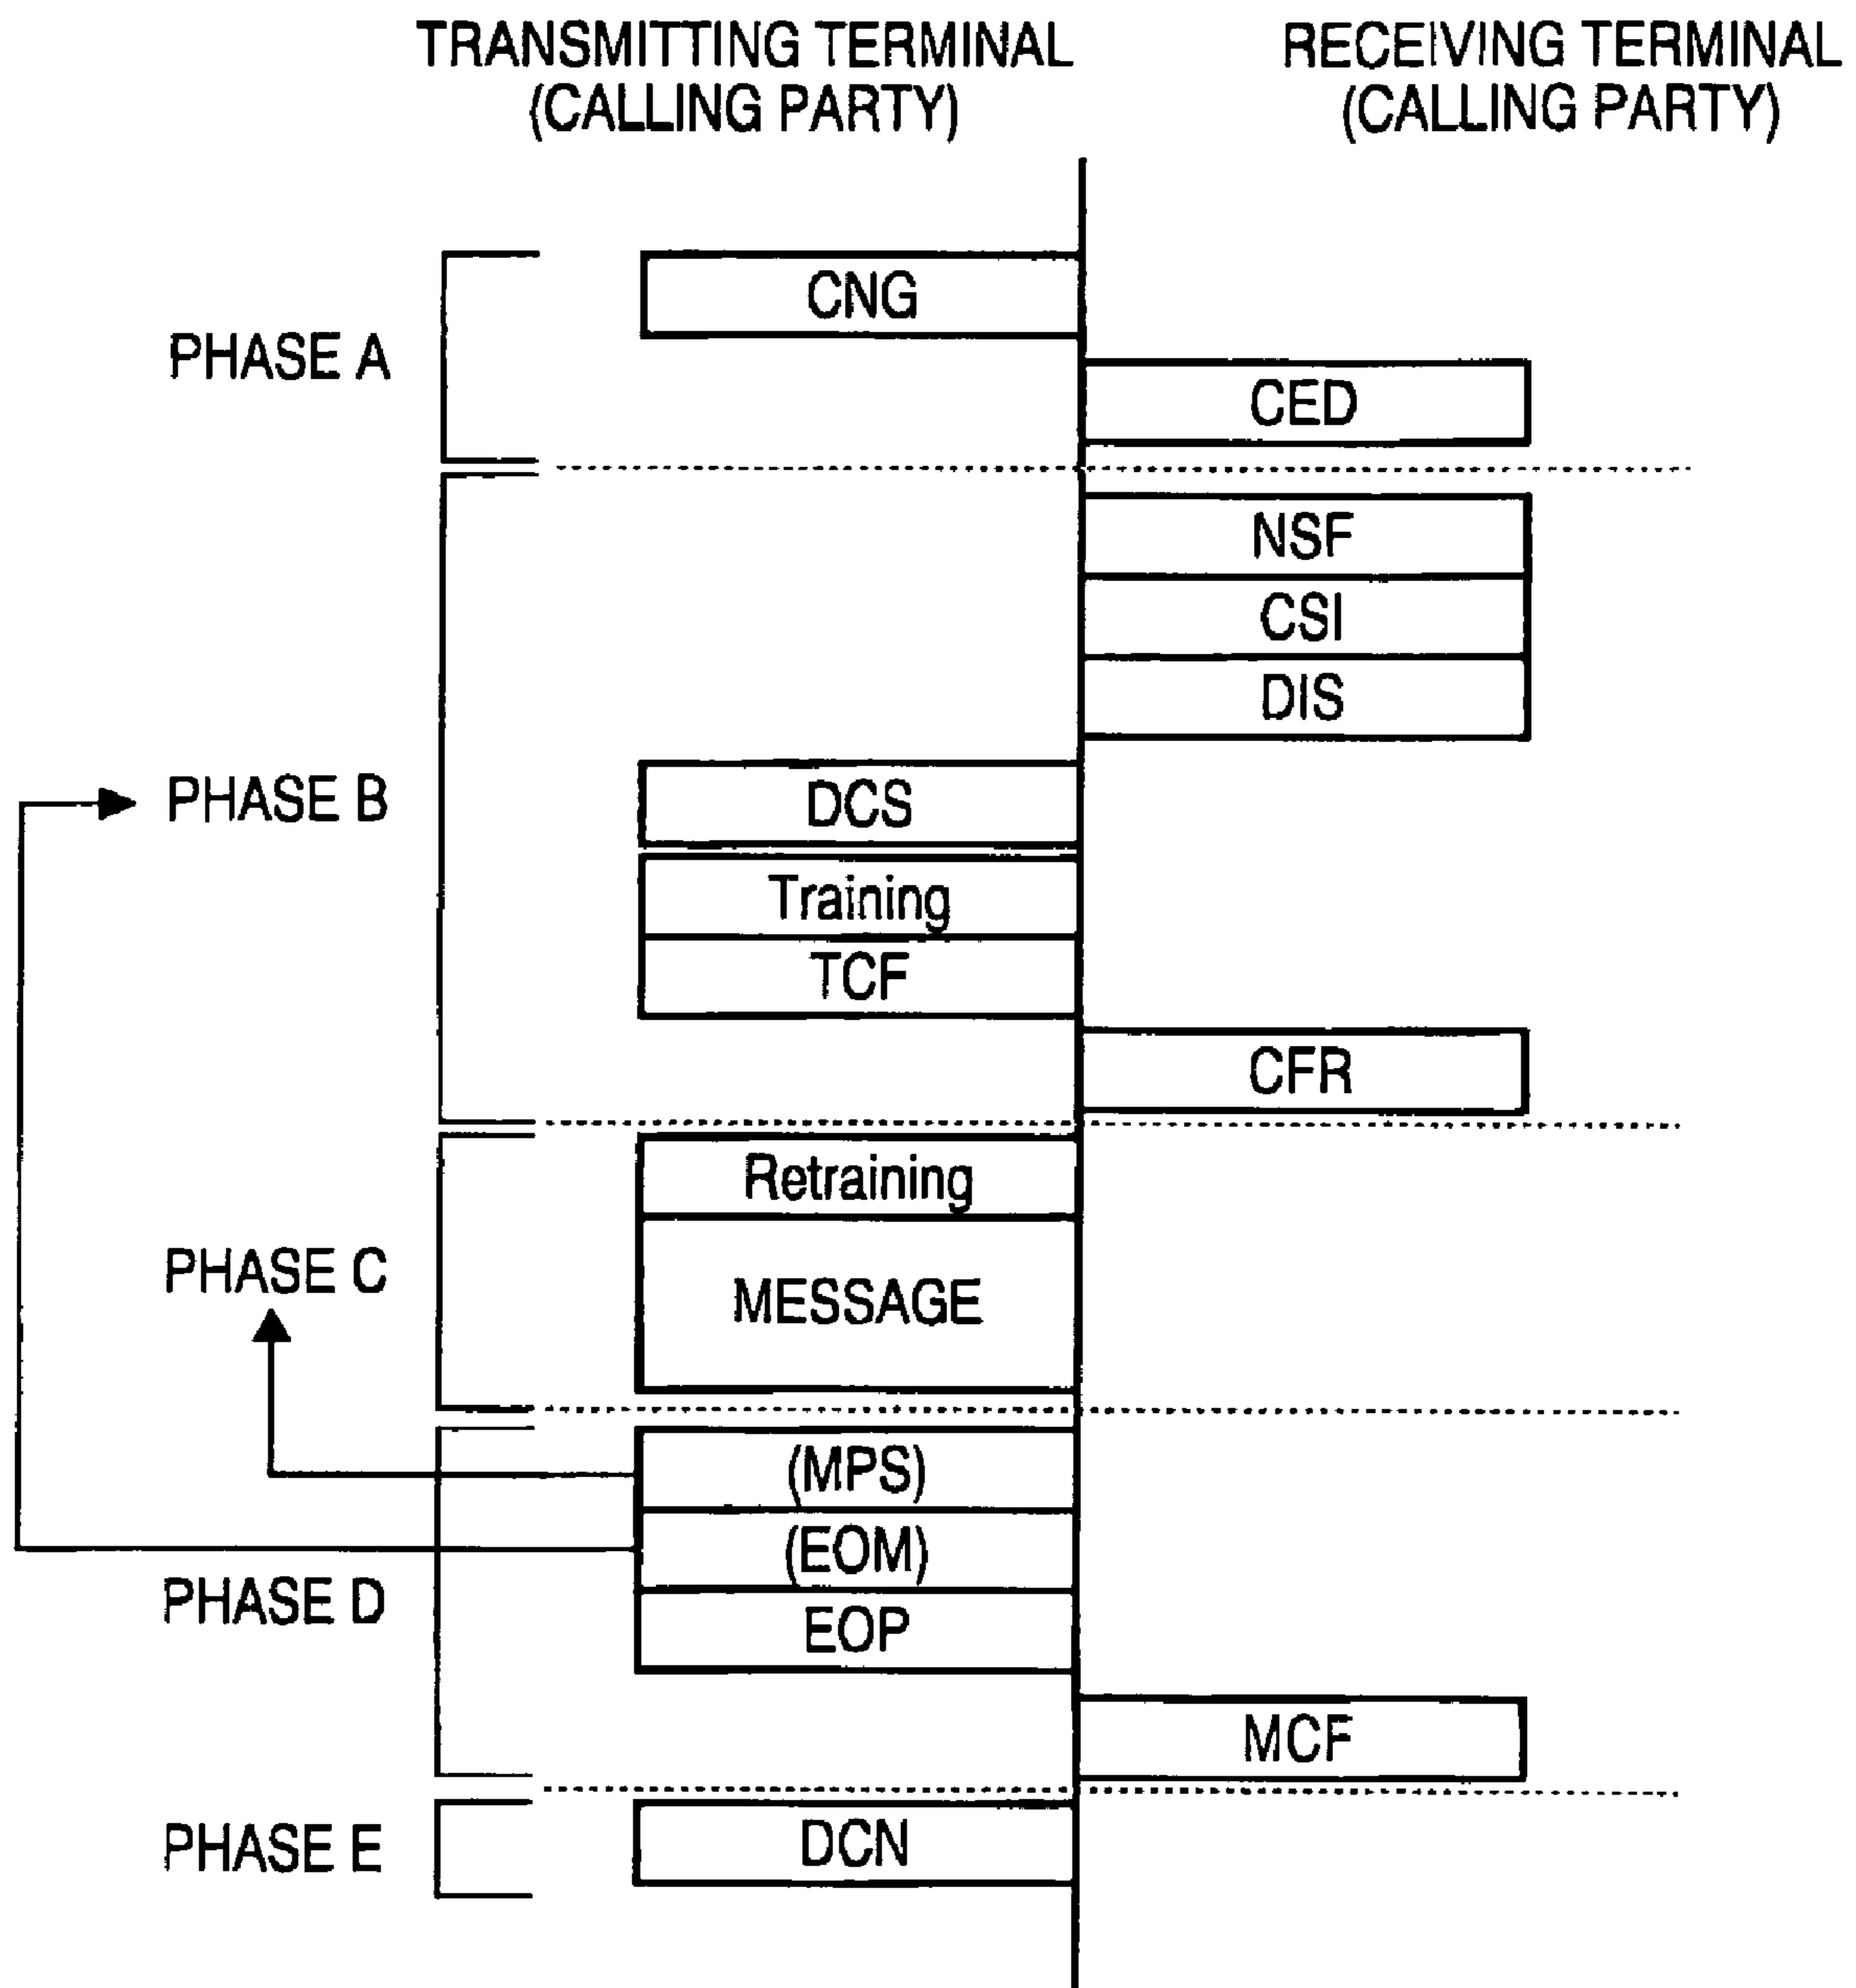 TRANSMITTING TERMINAL
(CALLING PARTY)
RECEIVING TERMINAL
(CALLING PARTY)
PHASE A
CNG
CED
PHASE B
NSF
CSI
DIS
DCS
Training
TCF
CFR
PHASE C
Retraining
MESSAGE
PHASE D
(MPS)
(EOM)
EOP
MCF
PHASE E
DCN